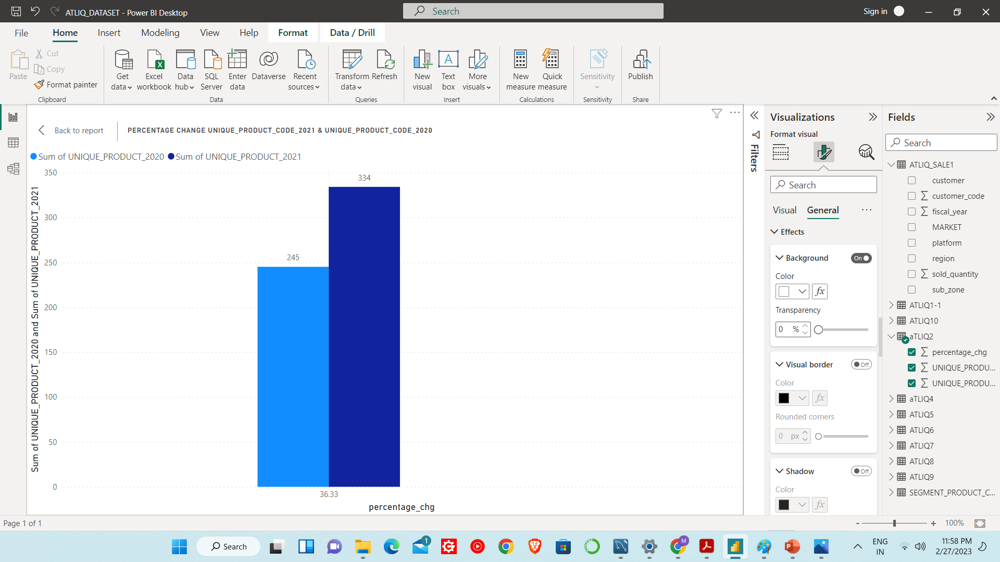 ATLIQ_DATASET - Power BI Desktop
Search
Sign in
File Home Insert Modeling View Help Format Data / Drill
Paste
Cut
Copy
Format painter
Clipboard
Get data
Excel workbook
Data hub
SQL Server
Enter data
Dataverse
Recent sources
Data
Transform data
Refresh
Queries
New visual
Text box
More visuals
Insert
New measure
Quick measure
Calculations
Sensitivity
Sensitivity
Publish
Share
Back to report
PERCENTAGE CHANGE UNIQUE_PRODUCT_CODE_2021 & UNIQUE_PRODUCT_CODE_2020
Sum of UNIQUE_PRODUCT_2020 Sum of UNIQUE_PRODUCT_2021
Sum of UNIQUE_PRODUCT_2020 and Sum of UNIQUE_PRODUCT_2021
350
300
250
200
150
100
50
0
245
334
36.33
percentage_chg
Filters
Visualizations
Format visual
Search
Visual General
Effects
Background
On
Color
fx
Transparency
0 %
Visual border
Off
Color
fx
Rounded corners
0 px
Shadow
Off
Color
fx
Fields
Search
ATLIQ_SALE1
customer
customer_code
fiscal_year
MARKET
platform
region
sold_quantity
sub_zone
ATLIQ1-1
ATLIQ10
aTLIQ2
percentage_chg
UNIQUE_PRODU...
UNIQUE_PRODU...
aTLIQ4
ATLIQ5
ATLIQ6
ATLIQ7
ATLIQ8
ATLIQ9
SEGMENT_PRODUCT_C...
Page 1 of 1
- + 100%
Search
1
M
ENG
IN
11:58 PM
2/27/2023